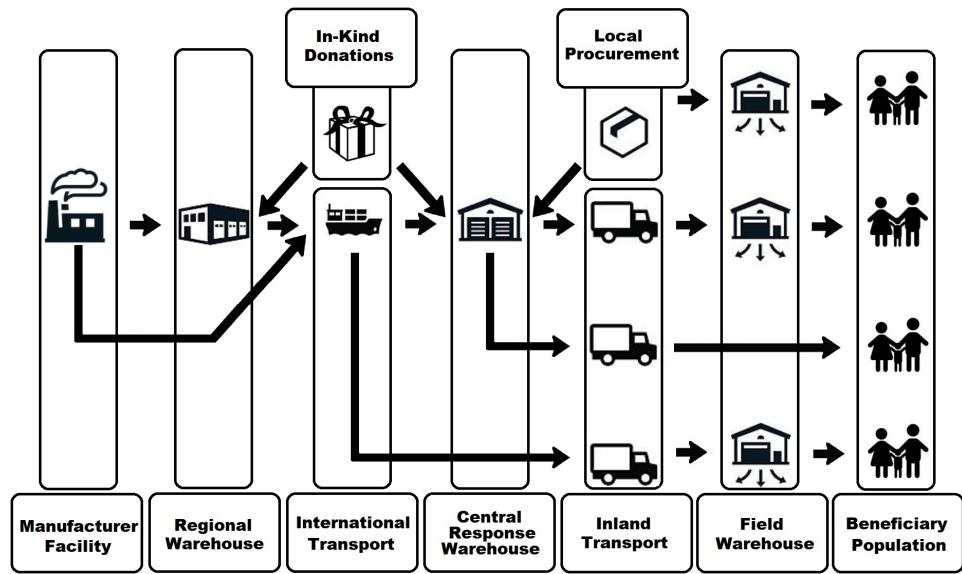 In-Kind
Donations
Local
Procurement
Manufacturer
Facility
Regional
Warehouse
International
Transport
Central
Response
Warehouse
Inland
Transport
Field
Warehouse
Beneficiary
Population